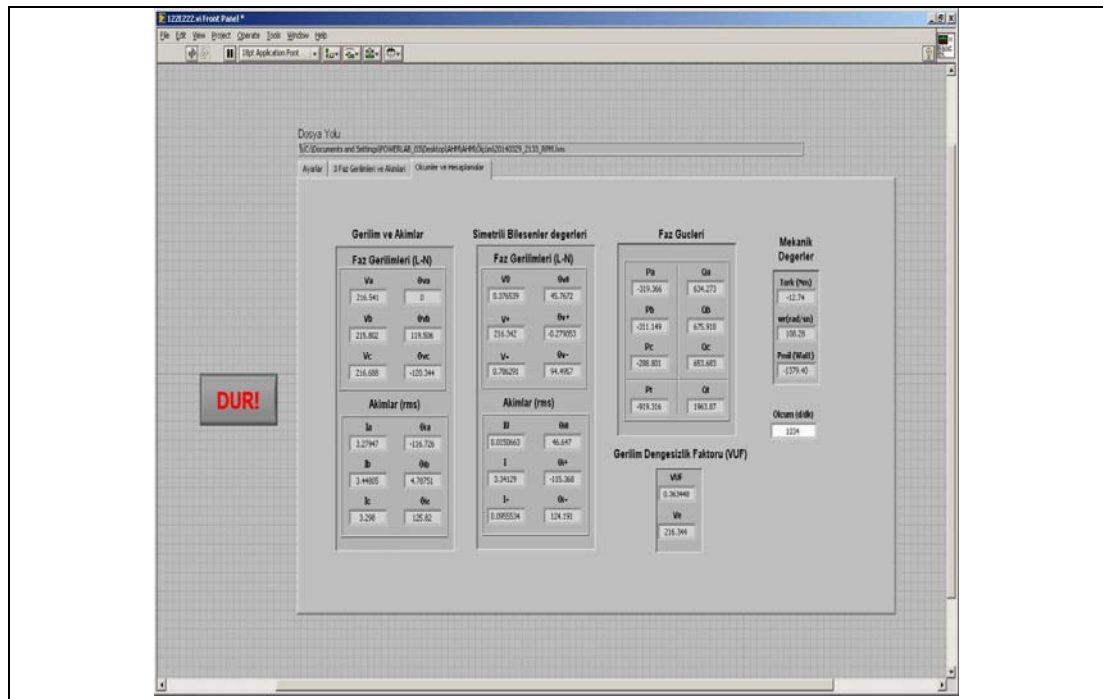 122E222.vi Front Panel *
File Edit View Project Operate Tools Window Help
18pt Application Font
Dosya Yolu
Ayarlar 3 Faz Gerilimleri ve Akimlari Olcumler ve Hesaplamalar
Gerilim ve Akimlar
Faz Gerilimleri (L-N)
Va θva
216.541 0
Vb θvb
215.802 119.506
Vc θvc
216.688 -120.344
Akimlar (rms)
Ia θia
3.27947 -116.726
Ib θib
3.44805 4.78751
Ic θic
3.298 125.82
Simetrili Bilesenler degerleri
Faz Gerilimleri (L-N)
V0 θv0
0.376539 45.7672
V+ θv+
216.342 -0.279053
V- θv-
0.786291 94.4957
Akimlar (rms)
I0 θi0
0.0150663 46.647
I θi+
3.34129 -115.368
I- θi-
0.0955534 124.191
Faz Gucleri
Pa Qa
-319.366 634.273
Pb Qb
-311.149 675.918
Pc Qc
-288.801 653.683
Pt Qt
-919.316 1963.87
Gerilim Dengesizlik Faktoru (VUF)
VUF
0.363448
Ve
216.344
Mekanik
Degerler
Tork (Nm)
-12.74
wr(rad/sn)
108.28
Pmil (Watt)
-1379.40
Olcum (d/dk)
1034
DUR!